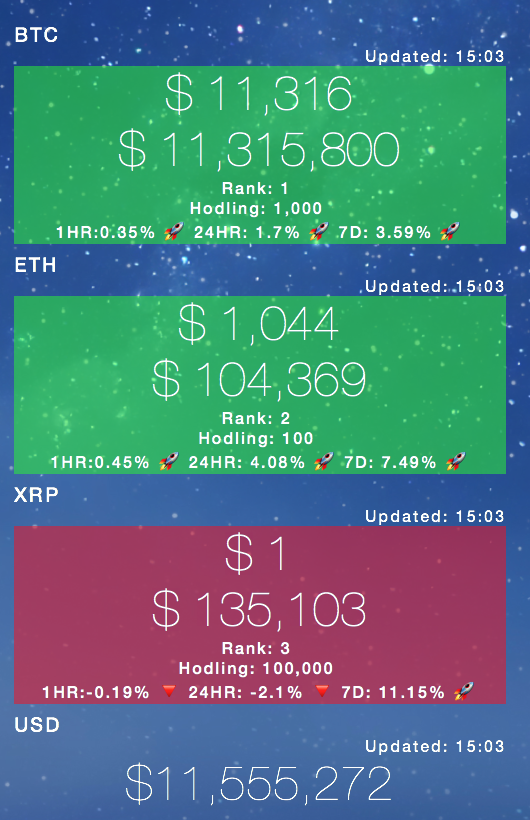 BTC
Updated: 15:03
$ 11,316
$ 11,315,800
Rank: 1
Hodling: 1,000
1HR:0.35% 🚀 24HR: 1.7% 🚀 7D: 3.59% 🚀
ETH
Updated: 15:03
$ 1,044
$ 104,369
Rank: 2
Hodling: 100
1HR:0.45% 🚀 24HR: 4.08% 🚀 7D: 7.49% 🚀
XRP
Updated: 15:03
$ 1
$ 135,103
Rank: 3
Hodling: 100,000
1HR:-0.19% 🔻 24HR: -2.1% 🔻 7D: 11.15% 🚀
USD
Updated: 15:03
$11,555,272